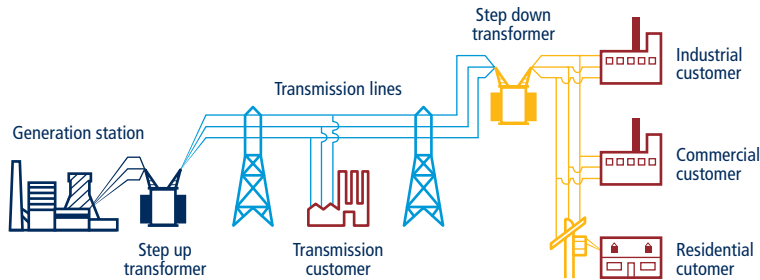 Step down
transformer
Industrial
customer
Transmission lines
Generation station
Commercial
customer
Step up
transformer
Transmission
customer
Residential
cutomer